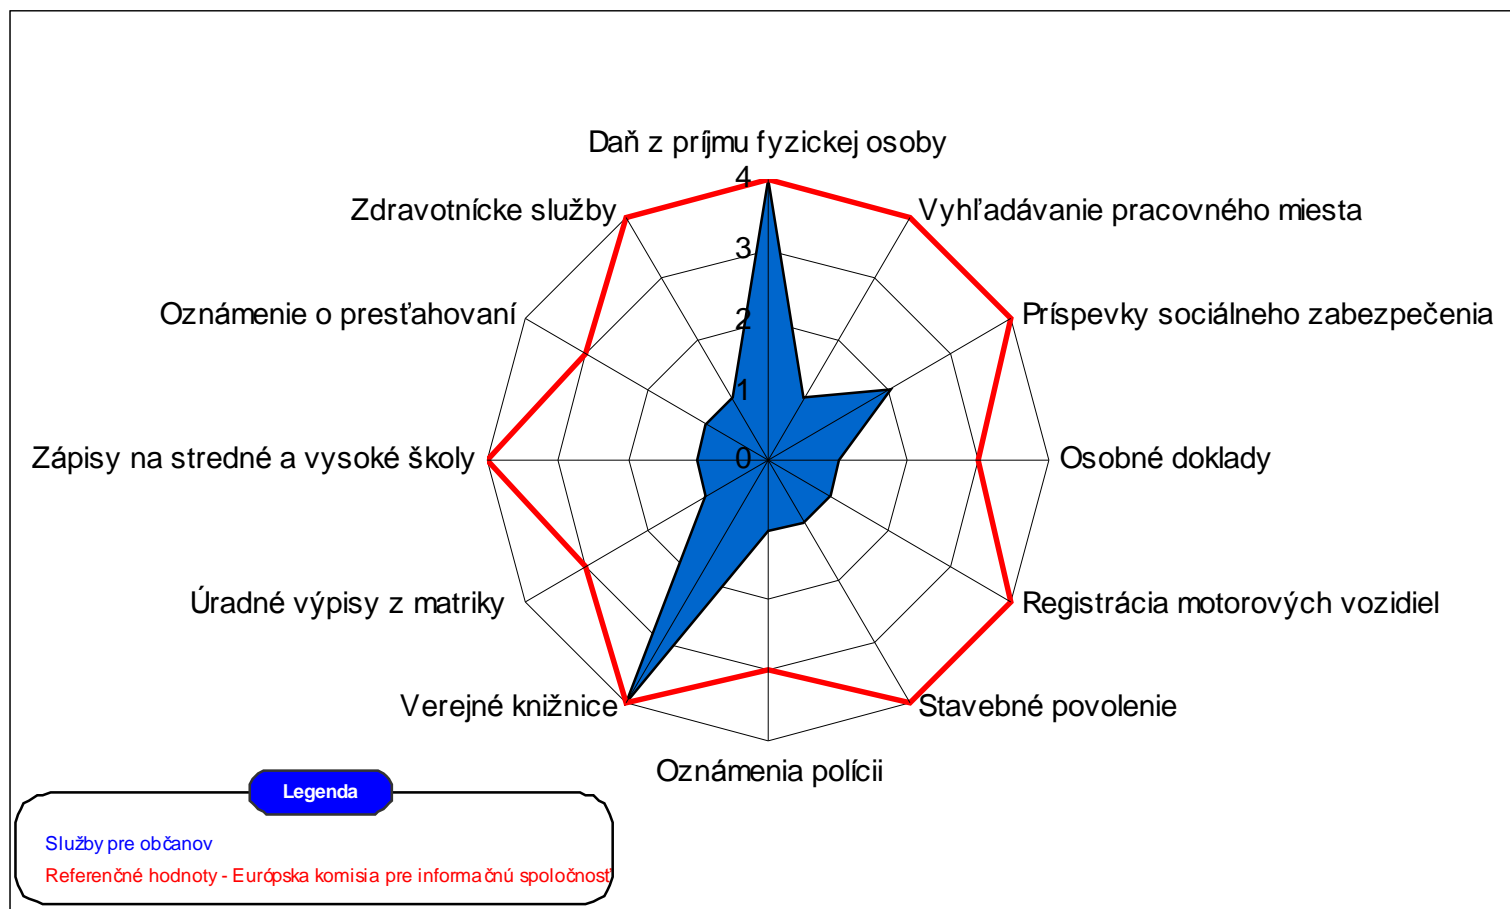 Daň z príjmu fyzickej osoby
4
Zdravotnícke služby
Vyhľadávanie pracovného miesta
3
Oznámenie o presťahovaní
2
Príspevky sociálneho zabezpečenia
1
Zápisy na stredné a vysoké školy
0
Osobné doklady
Úradné výpisy z matriky
Registrácia motorových vozidiel
Verejné knižnice
Stavebné povolenie
Oznámenia polícii
Legenda
Služby pre občanov
Referenčné hodnoty - Európska komisia pre informačnú spoločnosť